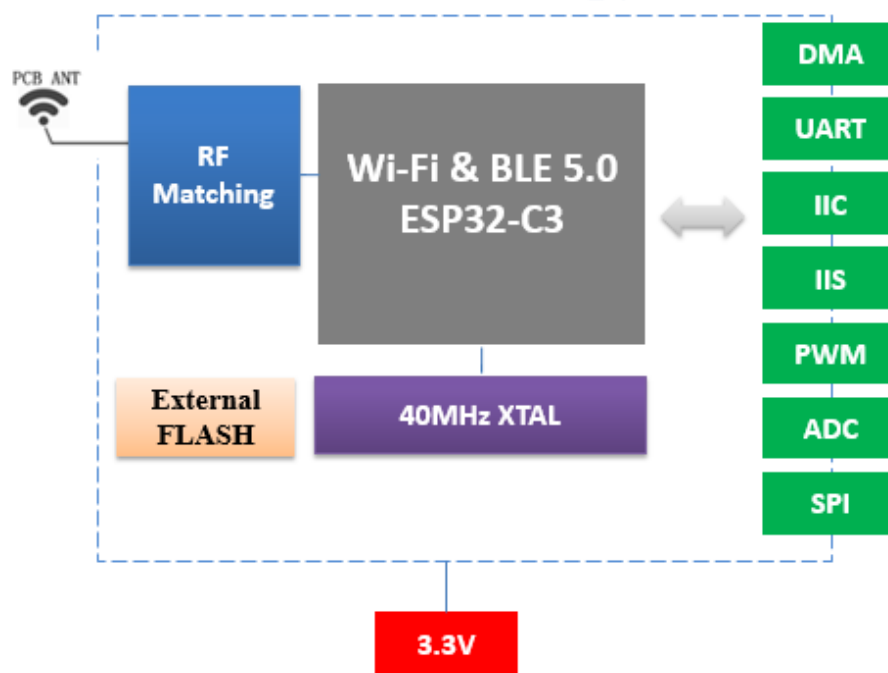 PCB ANT
RF
Matching
Wi-Fi & BLE 5.0
ESP32-C3
External
FLASH
40MHz XTAL
DMA
UART
IIC
IIS
PWM
ADC
SPI
3.3V